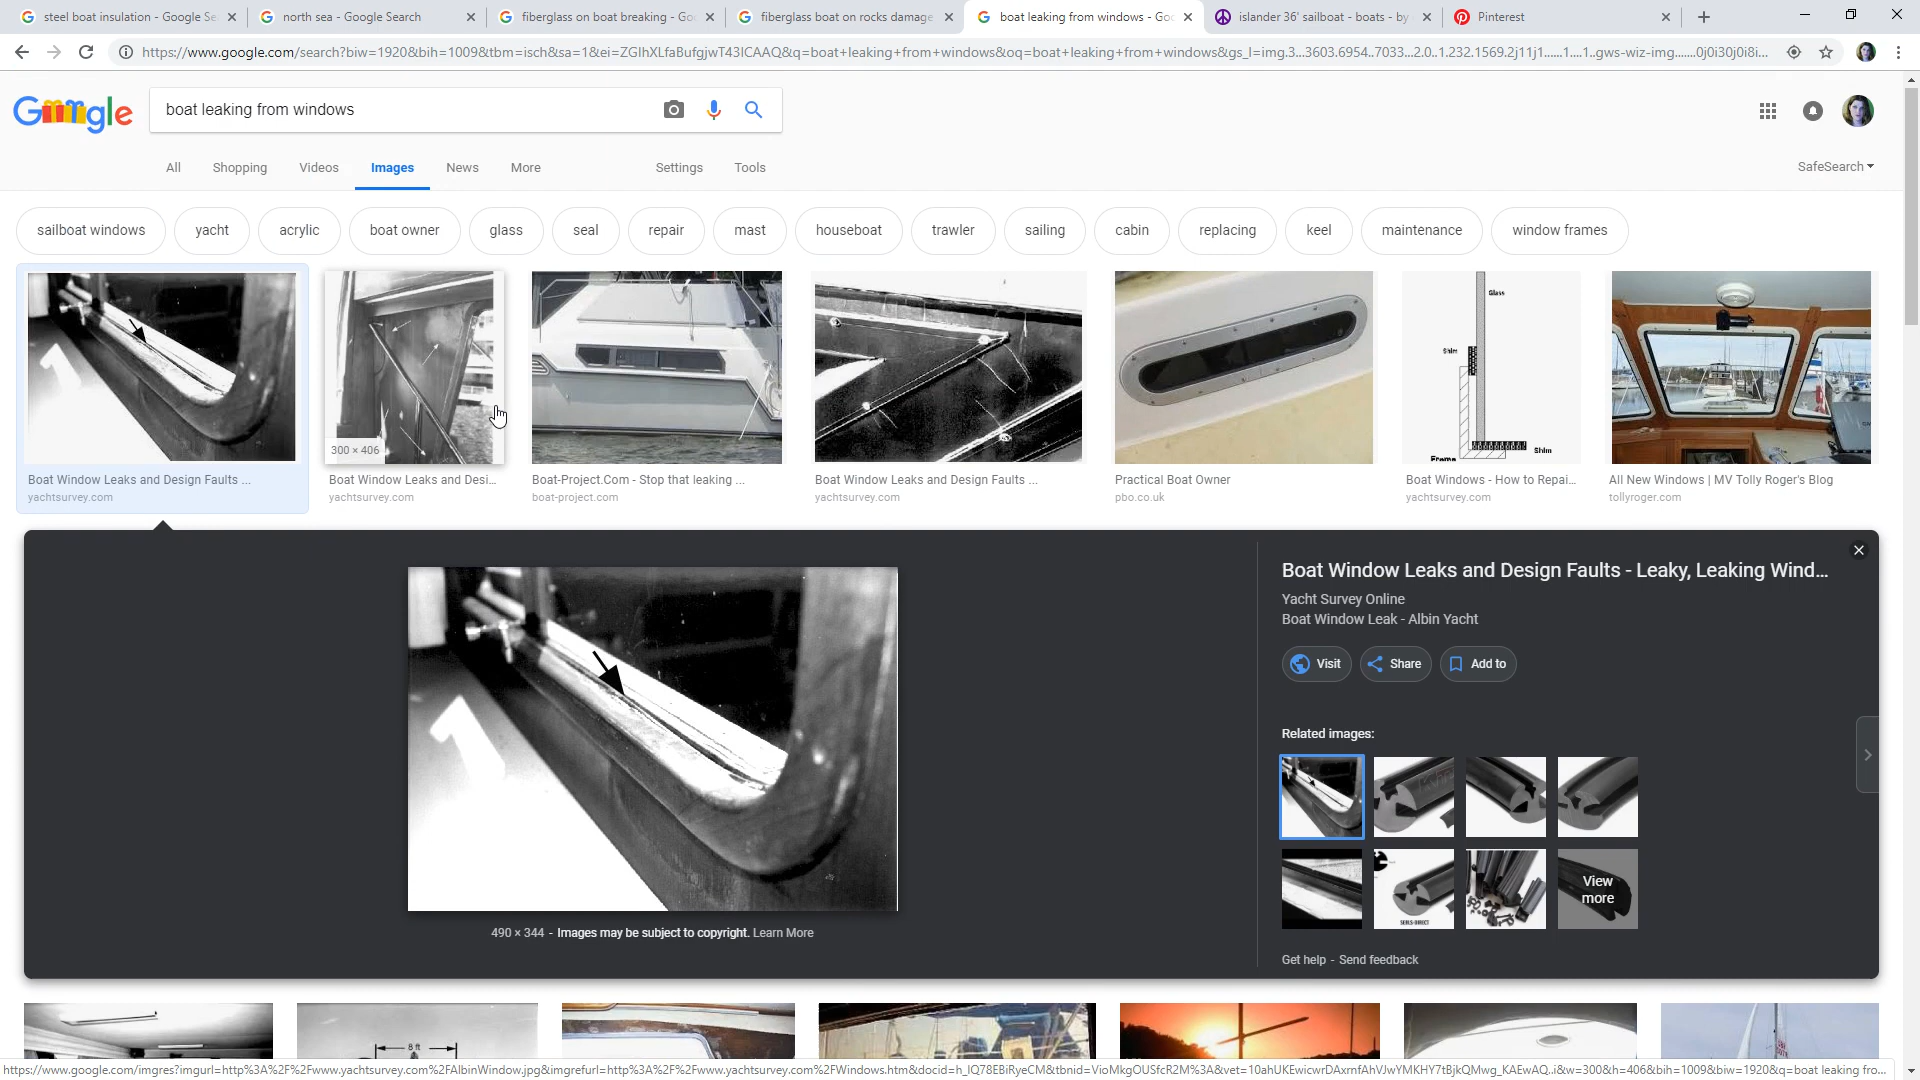 steel boat insulation - Google Se
north sea - Google Search
fiberglass on boat breaking - Go
fiberglass boat on rocks damage
boat leaking from windows - Goo
islander 36' sailboat - boats - by
Pinterest
https://www.google.com/search?biw=1920&bih=1009&tbm=isch&sa=1&ei=ZGIhXLfaBufgjwT43ICAAQ&q=boat+leaking+from+windows&oq=boat+leaking+from+windows&gs_l=img.3...3603.6954..7033...2.0..1.232.1569.2j11j1......1....1..gws-wiz-img.......0j0i30j0i8i...
Google
boat leaking from windows
All
Shopping
Videos
Images
News
More
Settings
Tools
SafeSearch
sailboat windows
yacht
acrylic
boat owner
glass
seal
repair
mast
houseboat
trawler
sailing
cabin
replacing
keel
maintenance
window frames
300 × 406
Glass
Shim
Frame
Shim
Boat Window Leaks and Design Faults ...
yachtsurvey.com
Boat Window Leaks and Desi...
yachtsurvey.com
Boat-Project.Com - Stop that leaking ...
boat-project.com
Boat Window Leaks and Design Faults ...
yachtsurvey.com
Practical Boat Owner
pbo.co.uk
Boat Windows - How to Repai...
yachtsurvey.com
All New Windows | MV Tolly Roger's Blog
tollyroger.com
Boat Window Leaks and Design Faults - Leaky, Leaking Wind...
Yacht Survey Online
Boat Window Leak - Albin Yacht
Visit
Share
Add to
Related images:
View
more
SEALS-DIRECT
490 × 344 - Images may be subject to copyright. Learn More
Get help - Send feedback
8 ft
https://www.google.com/imgres?imgurl=http%3A%2F%2Fwww.yachtsurvey.com%2FAlbinWindow.jpg&imgrefurl=http%3A%2F%2Fwww.yachtsurvey.com%2FWindows.htm&docid=h_IQ78EBiRyeCM&tbnid=VioMkgOUSfcR2M%3A&vet=10ahUKEwicwrDAxrnfAhVJwYMKHY7tBjkQMwg_KAEwAQ..i&w=300&h=406&bih=1009&biw=1920&q=boat leaking fro...